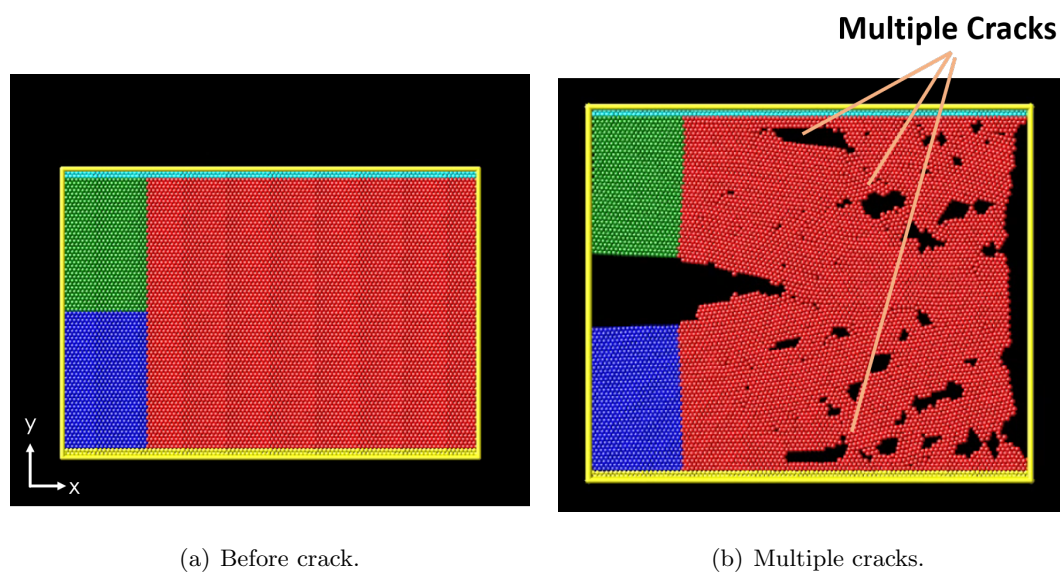 Multiple Cracks
y
x
(a) Before crack.
(b) Multiple cracks.